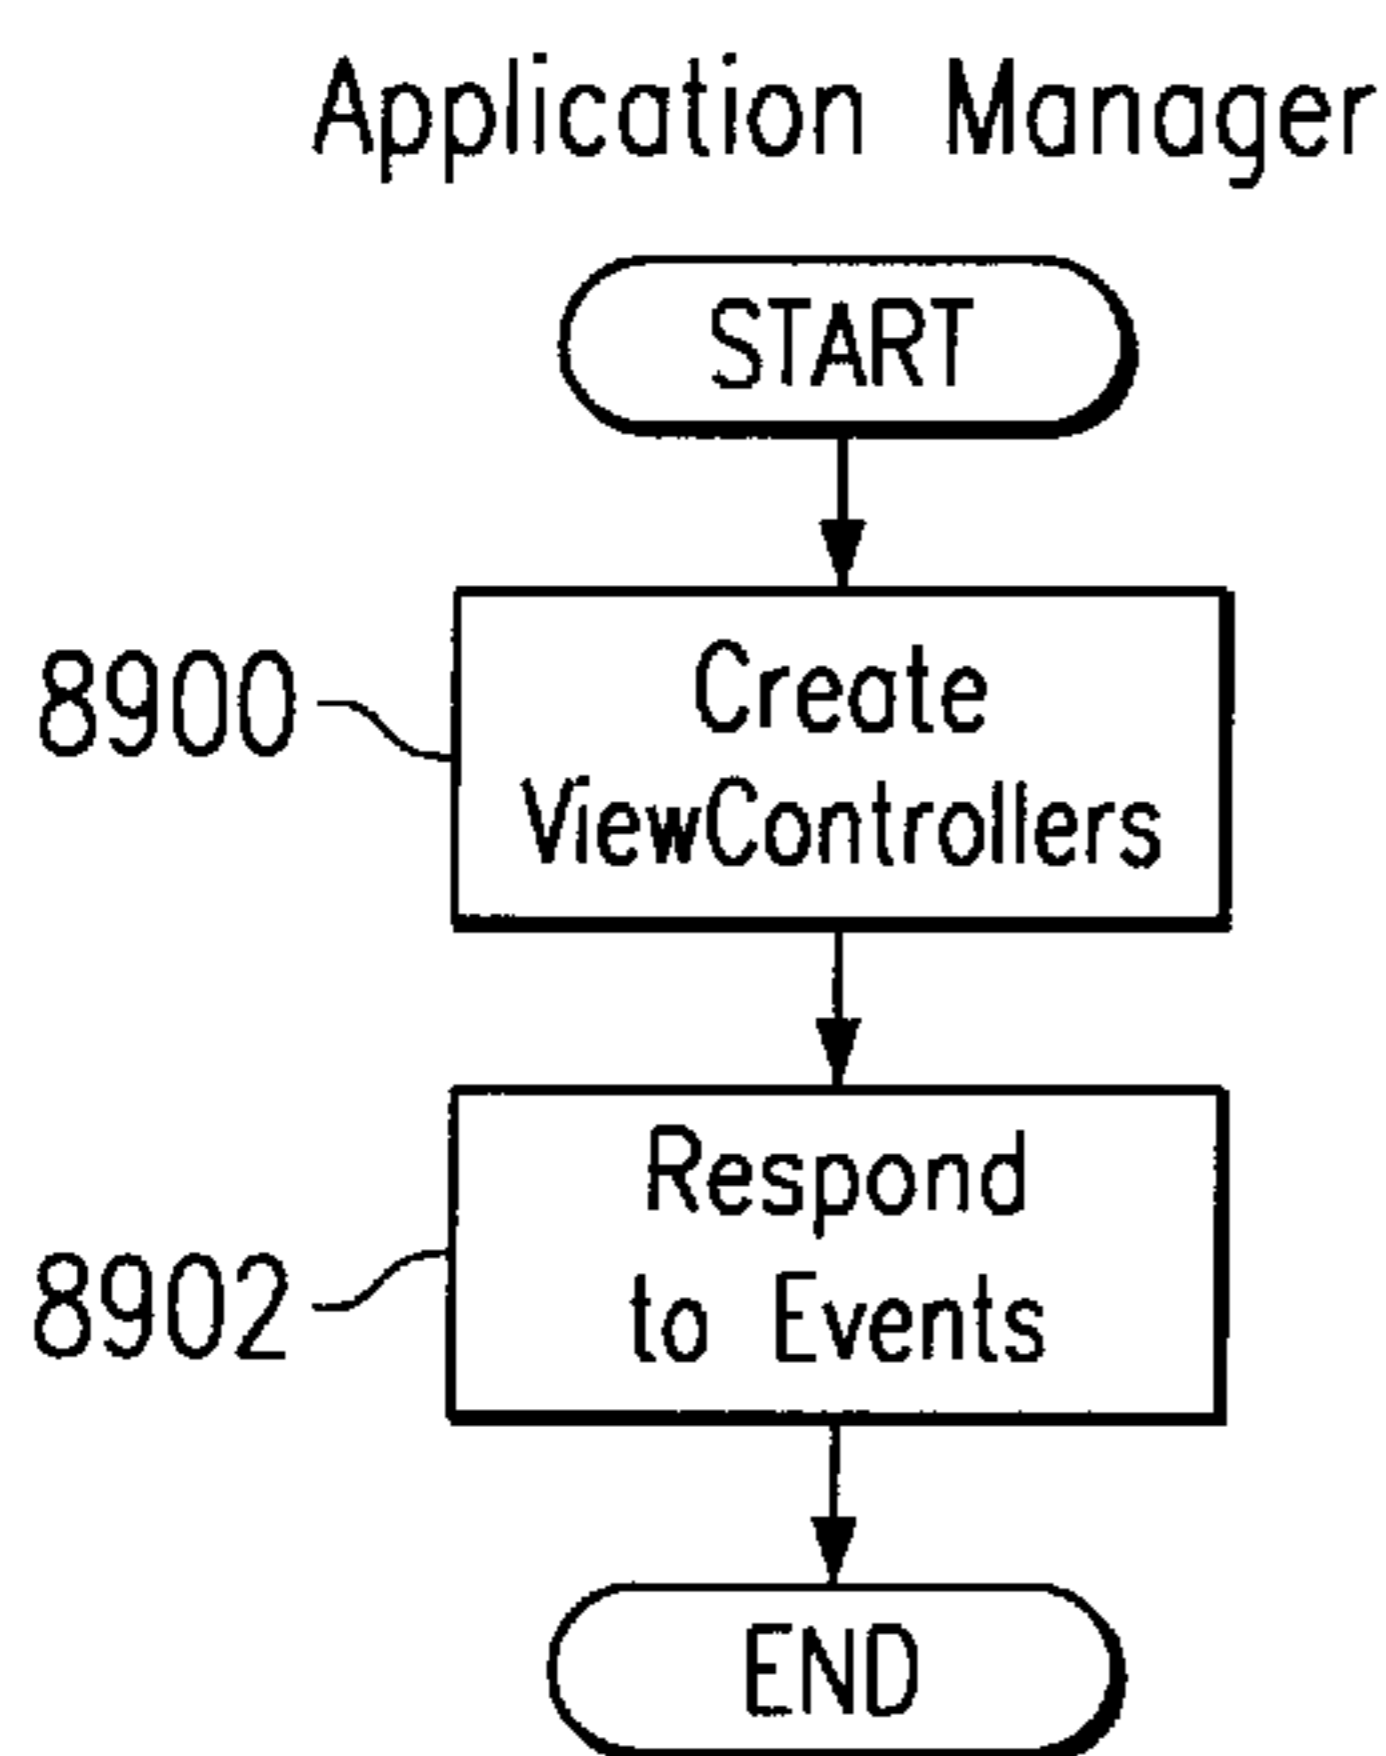 Application Manager
START
8900
Create
ViewControllers
Respond
8902
to Events
END